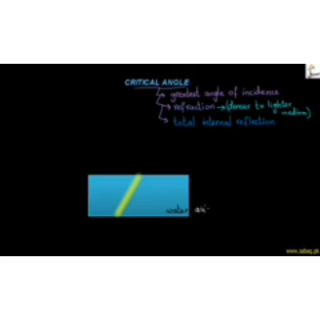 CRITICAL ANGLE
greatest angle of incidence
refraction → (denser to lighter
medium)
total internal reflection
water air
www.sabaq.pk